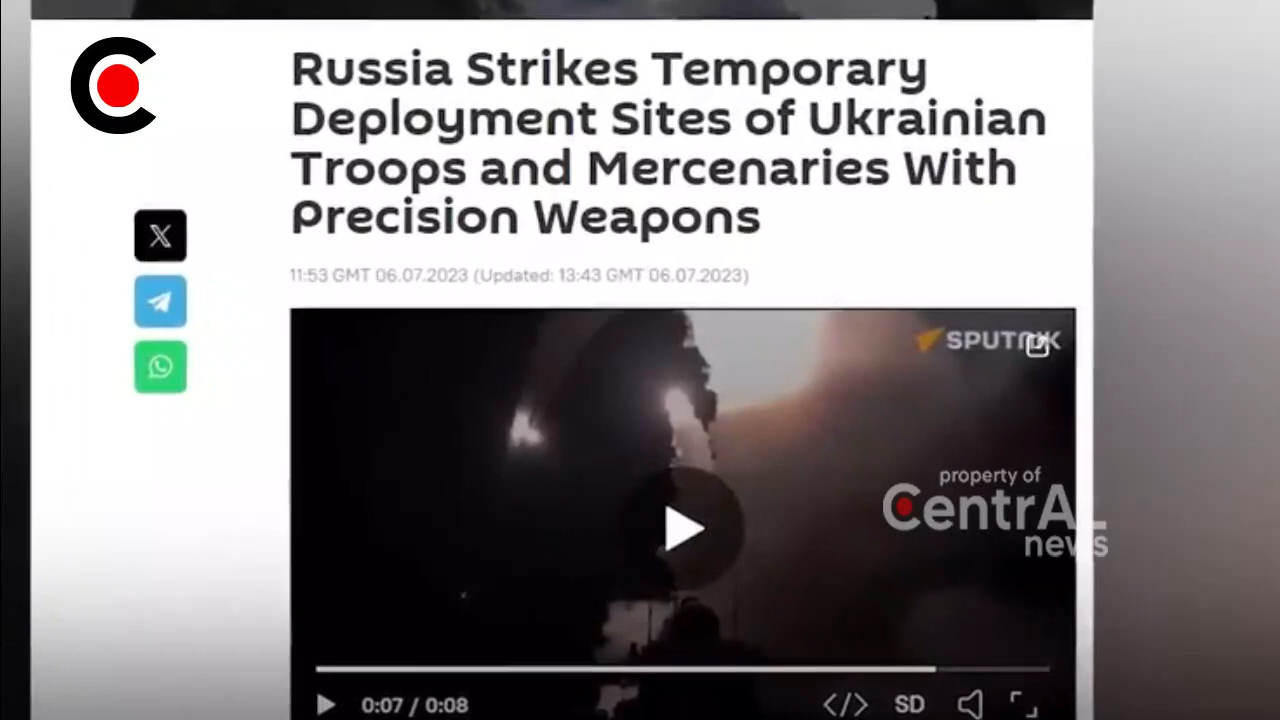 Russia Strikes Temporary
Deployment Sites of Ukrainian
Troops and Mercenaries With
Precision Weapons
11:53 GMT 06.07.2023 (Updated: 13:43 GMT 06.07.2023)
SPUTNIK
property of
CentrAL
news
0:07 / 0:08
</> SD